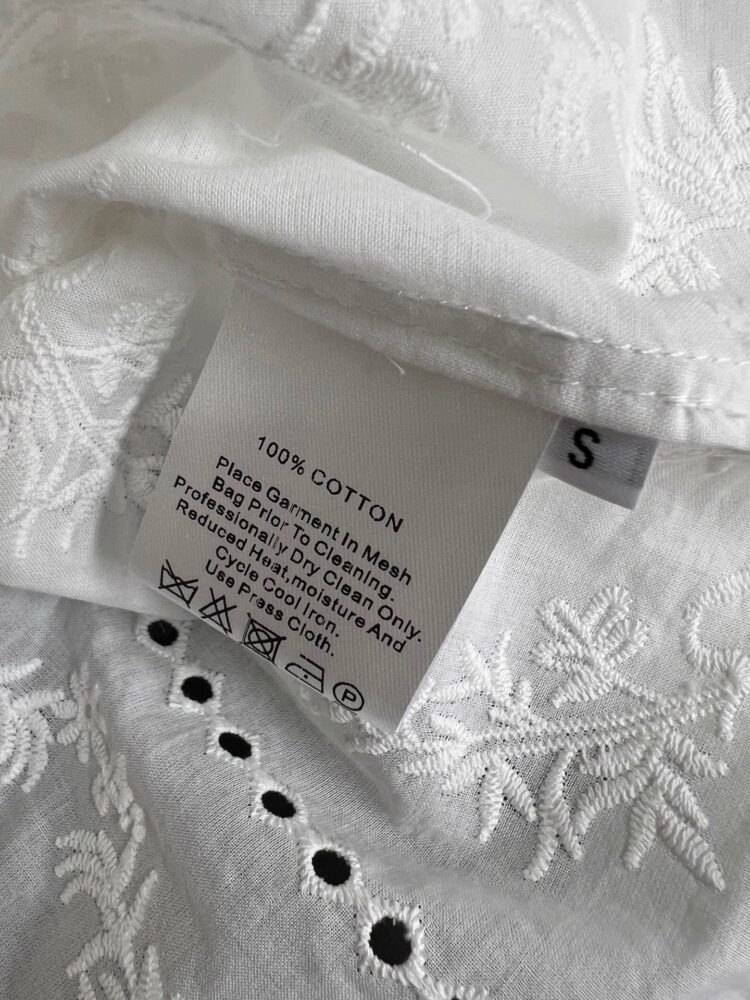 100% COTTON
Place Garment In Mesh
Bag Prior To Cleaning.
Professionally Dry Clean Only.
Reduced Heat,moisture And
Cycle Cool Iron.
Use Press Cloth.
P
S